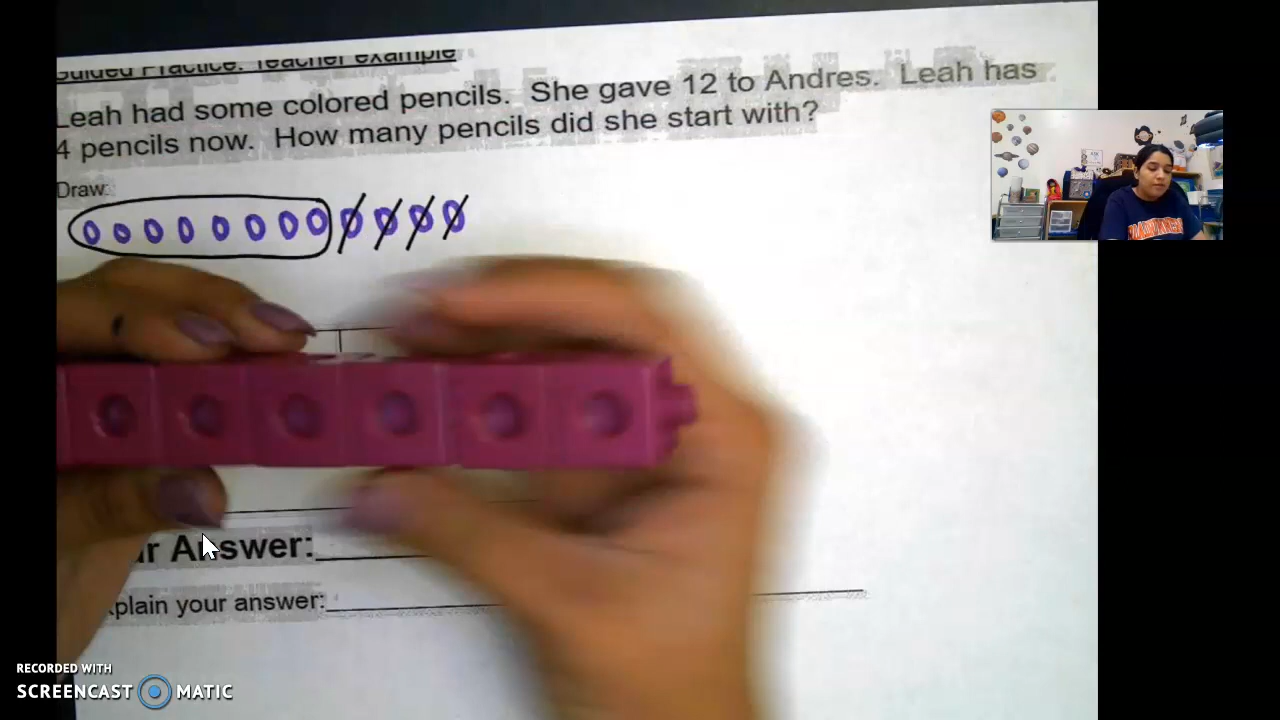 Guided Practice: Teacher example
Leah had some colored pencils. She gave 12 to Andres. Leah has
4 pencils now. How many pencils did she start with?
Draw:
Answer:
explain your answer:
RECORDED WITH
SCREENCAST MATIC